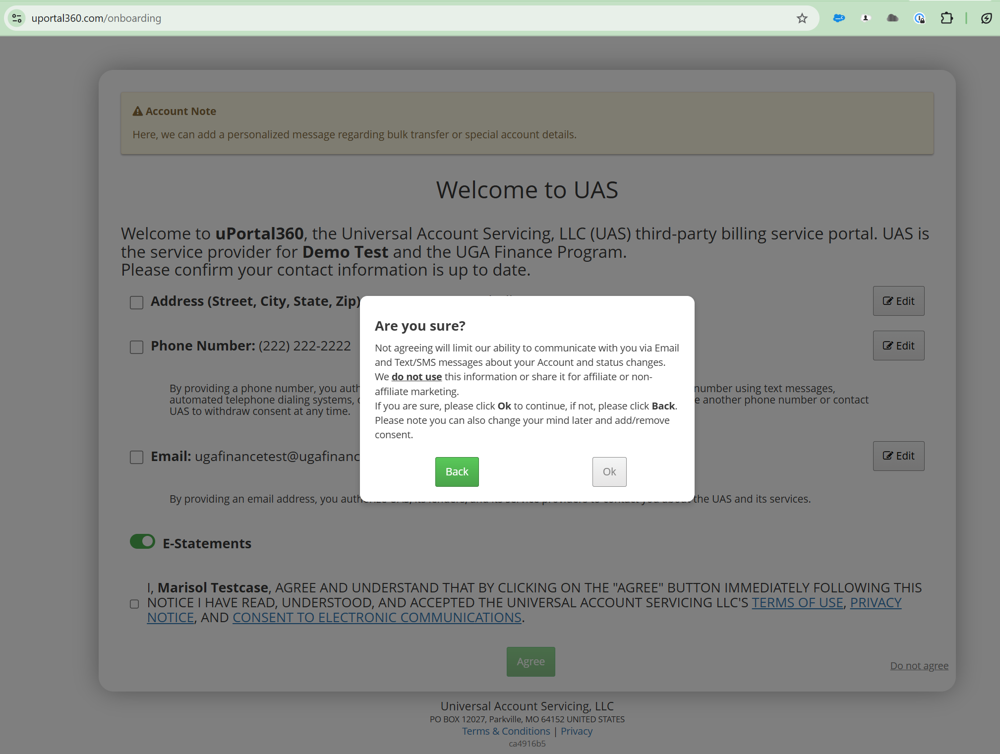 uportal360.com/onboarding
Account Note
Here, we can add a personalized message regarding bulk transfer or special account details.
Welcome to UAS
Welcome to uPortal360, the Universal Account Servicing, LLC (UAS) third-party billing service portal. UAS is
the service provider for Demo Test and the UGA Finance Program.
Please confirm your contact information is up to date.
Address (Street, City, State, Zip)
Edit
Phone Number: (222) 222-2222
Edit
By providing a phone number, you number using text messages,
automated telephone dialing systems, another phone number or contact
UAS to withdraw consent at any time.
Email: ugafinancetest@ugafinanc
Edit
By providing an email address, you authorize UAS, its lenders, and its service providers to contact you about the UAS and its services.
Are you sure?
Not agreeing will limit our ability to communicate with you via Email
and Text/SMS messages about your Account and status changes.
We do not use this information or share it for affiliate or non-
affiliate marketing.
If you are sure, please click Ok to continue, if not, please click Back.
Please note you can also change your mind later and add/remove
consent.
Back
Ok
E-Statements
I, Marisol Testcase, AGREE AND UNDERSTAND THAT BY CLICKING ON THE "AGREE" BUTTON IMMEDIATELY FOLLOWING THIS
NOTICE I HAVE READ, UNDERSTOOD, AND ACCEPTED THE UNIVERSAL ACCOUNT SERVICING LLC'S TERMS OF USE, PRIVACY
NOTICE, AND CONSENT TO ELECTRONIC COMMUNICATIONS.
Agree
Do not agree
Universal Account Servicing, LLC
PO BOX 12027, Parkville, MO 64152 UNITED STATES
Terms & Conditions | Privacy
ca4916b5